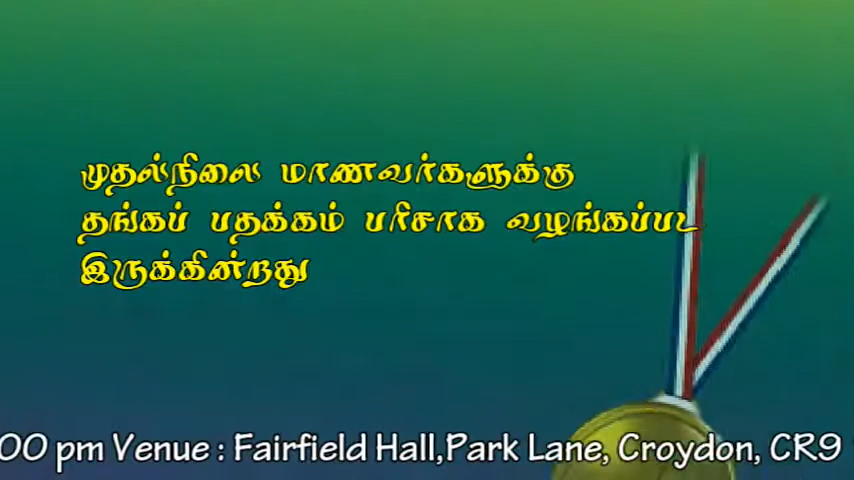 முதல்நிலை மாணவர்களுக்கு
தங்கப் பதக்கம் பரிசாக வழங்கப்பட
இருக்கின்றது
00 pm Venue : Fairfield Hall,Park Lane, Croydon, CR9